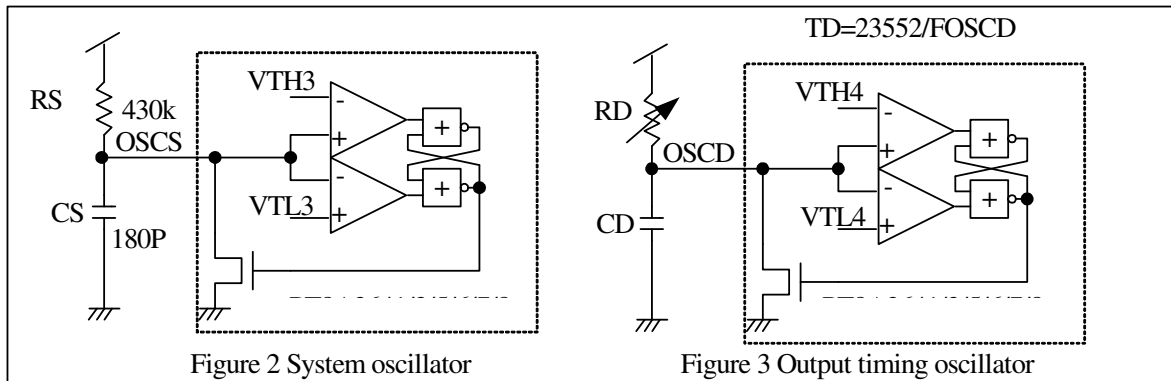 TD=23552/FOSCD
RS
430k
OSCS
CS
180P
VTH3
-
+
-
VTL3
+
+
+
Figure 2 System oscillator
RD
OSCD
CD
VTH4
-
+
-
VTL4
+
+
+
Figure 3 Output timing oscillator